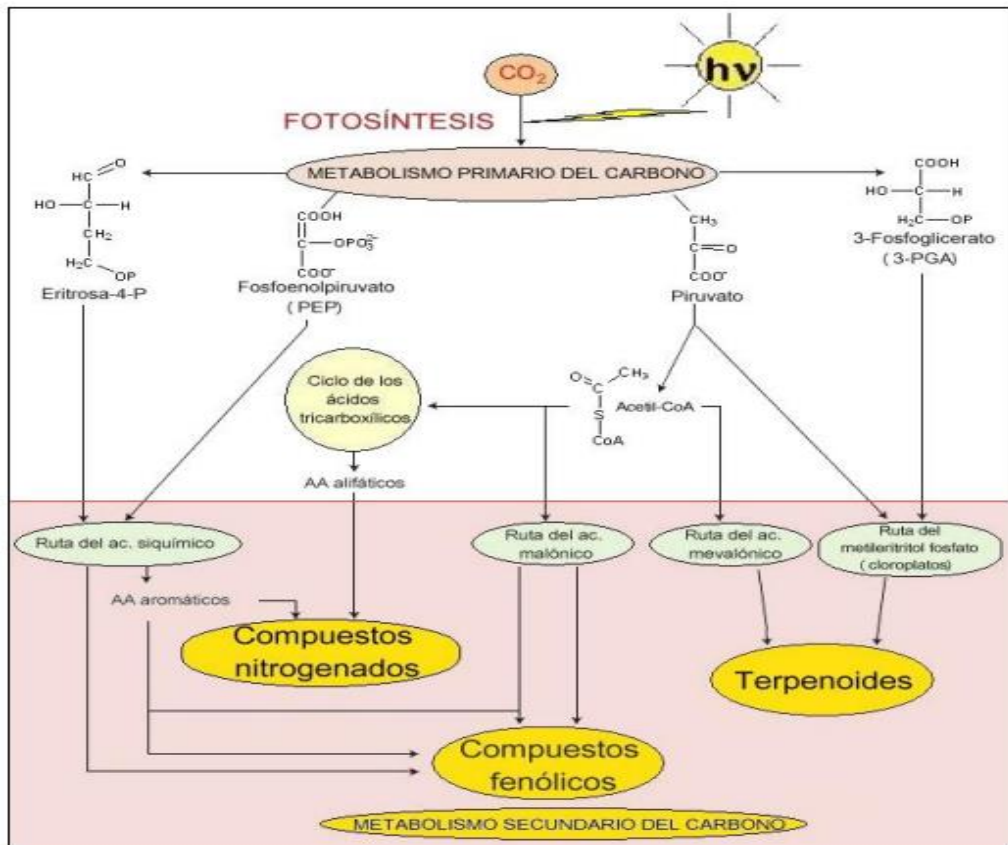 CO2
hν
FOTOSÍNTESIS
METABOLISMO PRIMARIO DEL CARBONO
HC=O
HO—C—H
CH2
H2C
OP
Eritrosa-4-P
COOH
C—OPO3 2-
COO-
Fosfoenolpiruvato
(PEP)
CH3
C=O
COO-
Piruvato
COOH
HO—C—H
H2C—OP
3-Fosfoglicerato
(3-PGA)
Ciclo de los
ácidos
tricarboxílicos
O
CH3
C
S
CoA
Acetil-CoA
AA alifáticos
Ruta del ac. siquímico
Ruta del ac.
malónico
Ruta del ac.
mevalónico
Ruta del
metileritritol fosfato
(cloroplatos)
AA aromáticos
Compuestos
nitrogenados
Terpenoides
Compuestos
fenólicos
METABOLISMO SECUNDARIO DEL CARBONO